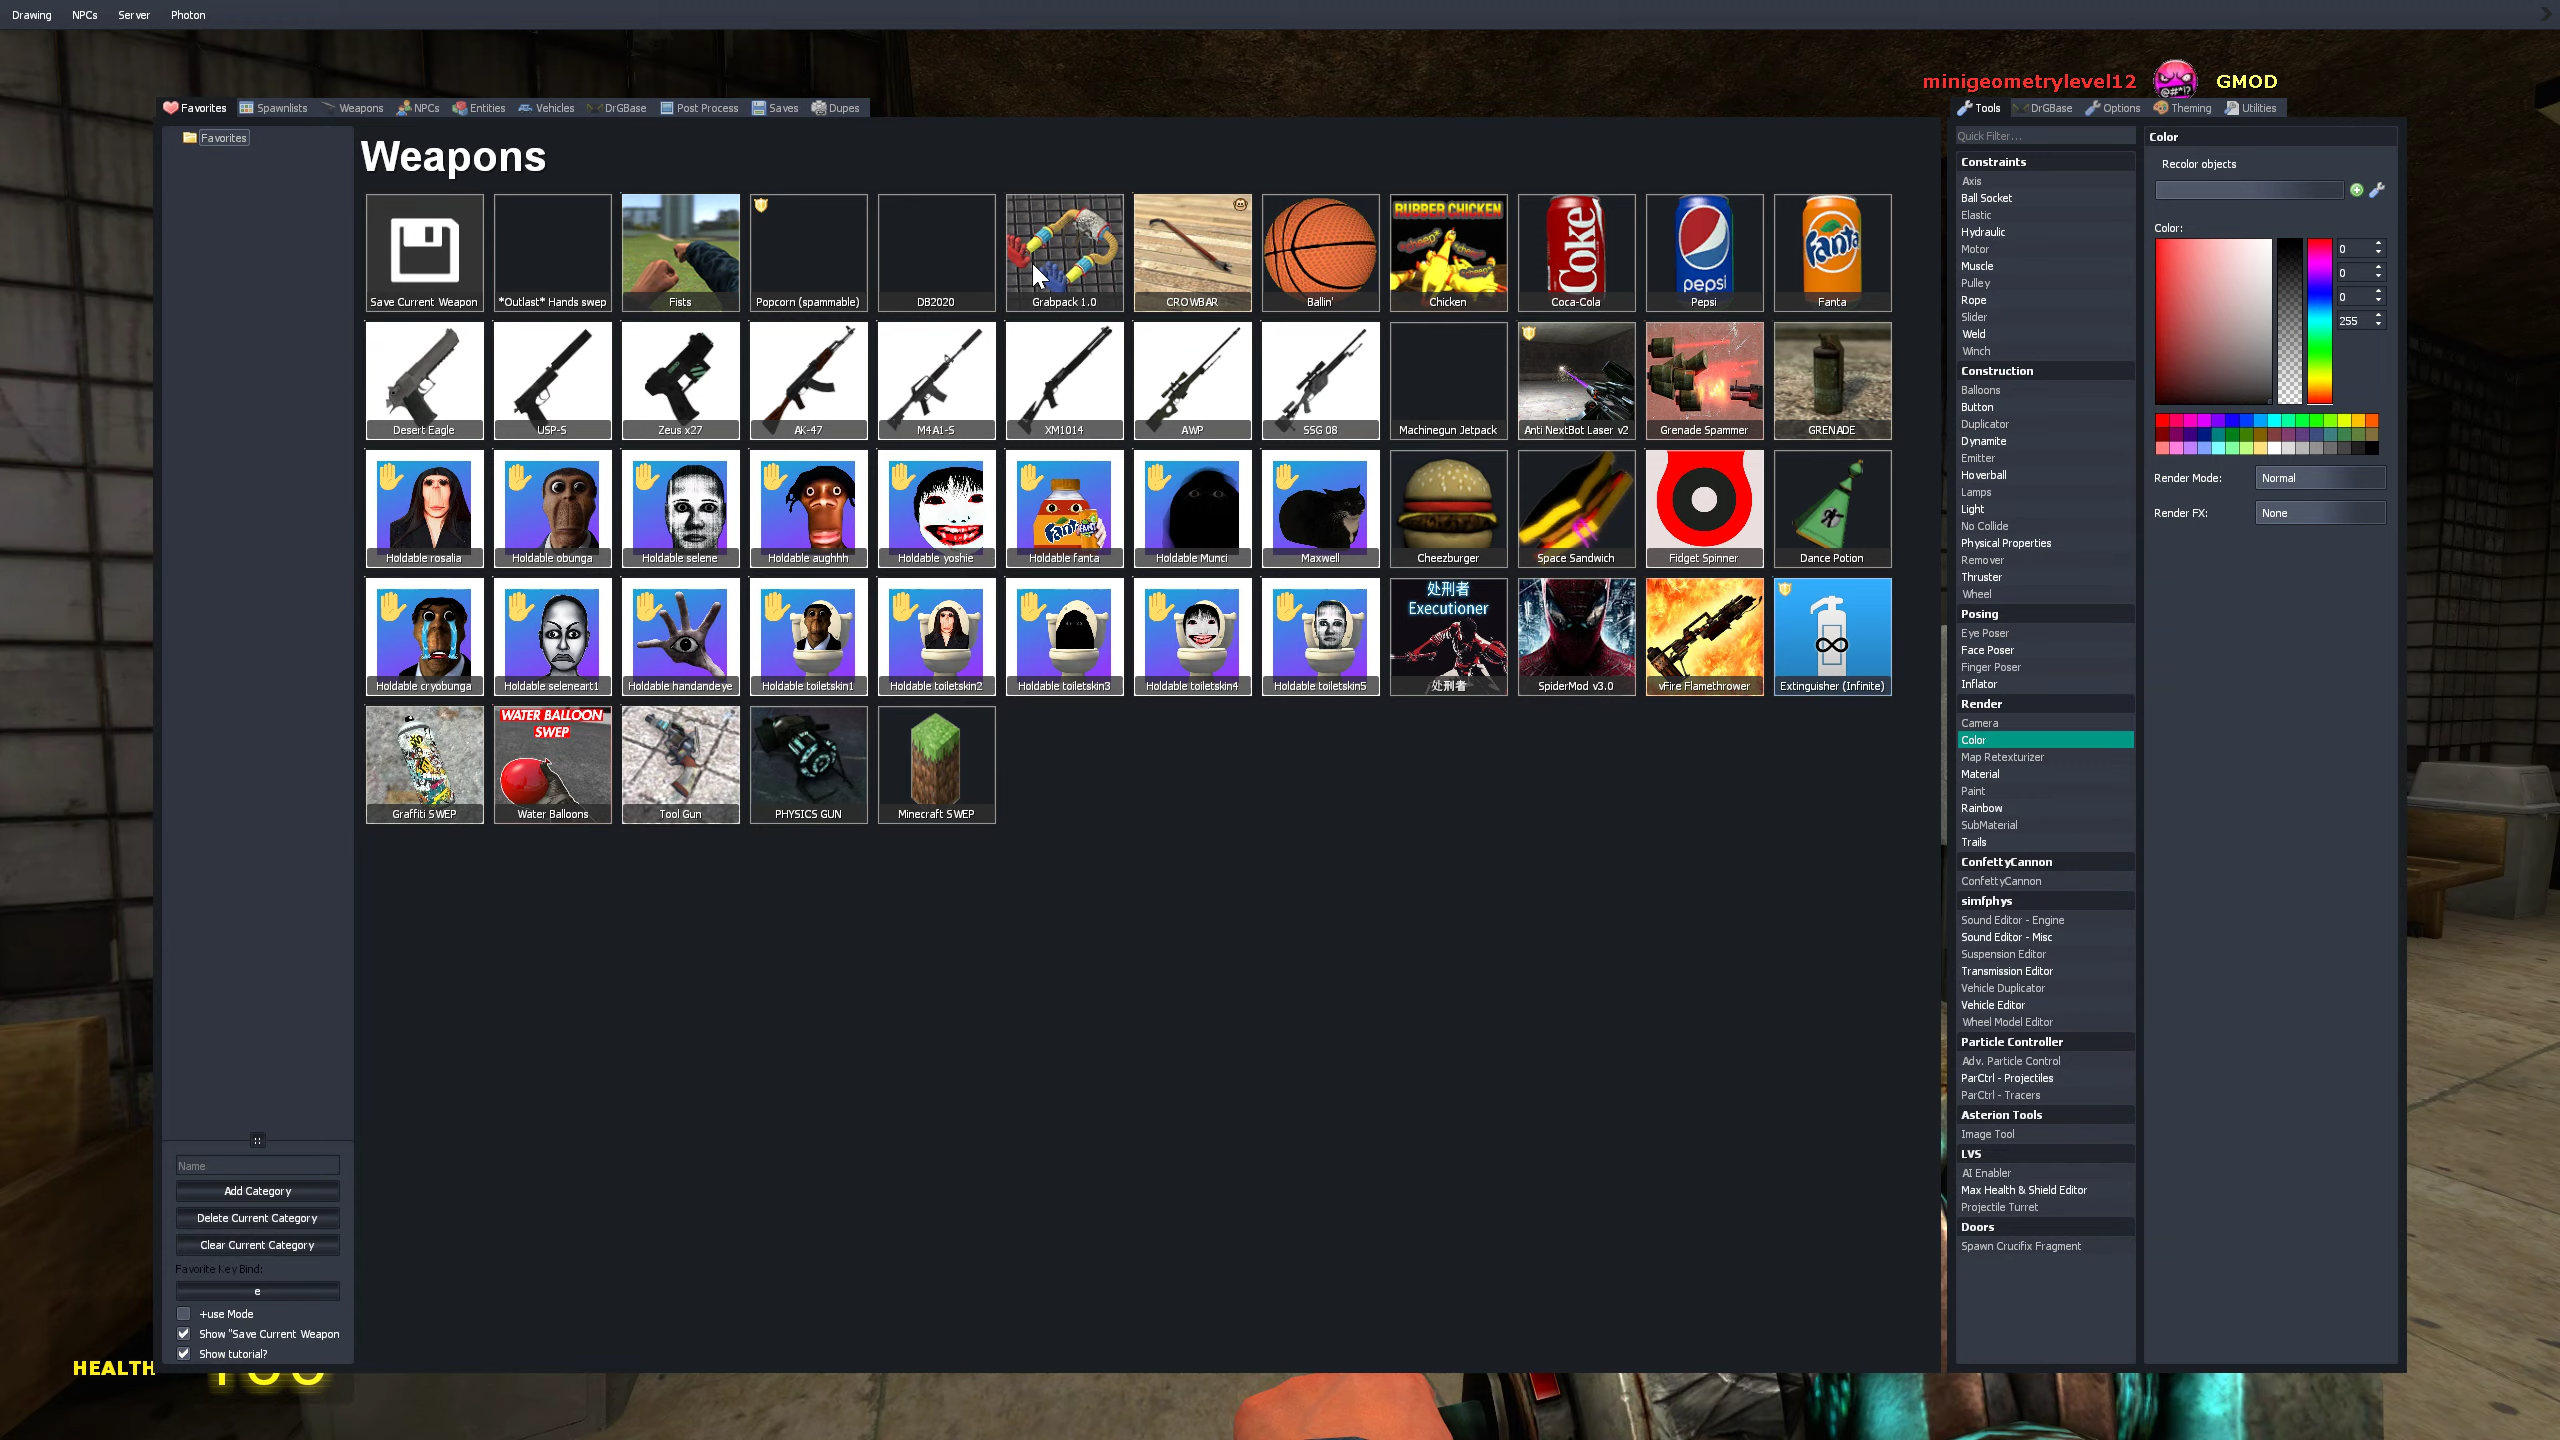 Drawing NPCs Server Photon
minigeometrylevel12 GMOD
Favorites Spawnlists Weapons NPCs Entities Vehicles DrGBase Post Process Saves Dupes
Favorites
Weapons
Save Current Weapon
*Outlast* Hands swep
Fists
Popcorn (spammable)
DB2020
Grabpack 1.0
CROWBAR
Ballin'
RUBBER CHICKEN
Chicken
Coke
Coca-Cola
pepsi
Pepsi
Fanta
Fanta
Desert Eagle
USP-S
Zeus x27
AK-47
M4A1-S
XM1014
AWP
SSG 08
Machinegun Jetpack
Anti NextBot Laser v2
Grenade Spammer
GRENADE
Holdable rosalia
Holdable obunga
Holdable selene
Holdable aughhh
Holdable yoshie
Holdable fanta
Holdable Munci
Maxwell
Cheezburger
Space Sandwich
Fidget Spinner
Dance Potion
Holdable cryobunga
Holdable seleneart1
Holdable handandeye
Holdable toiletskin1
Holdable toiletskin2
Holdable toiletskin3
Holdable toiletskin4
Holdable toiletskin5
处刑者
Executioner
处刑者
SpiderMod v3.0
vFire Flamethrower
Extinguisher (Infinite)
Graffiti SWEP
WATER BALLOON
SWEP
Water Balloons
Tool Gun
PHYSICS GUN
Minecraft SWEP
Name
Add Category
Delete Current Category
Clear Current Category
Favorite Key Bind:
e
+use Mode
Show "Save Current Weapon
Show tutorial?
HEALTH 100
Tools DrGBase Options Theming Utilities
Quick Filter...
Constraints
Axis
Ball Socket
Elastic
Hydraulic
Motor
Muscle
Pulley
Rope
Slider
Weld
Winch
Construction
Balloons
Button
Duplicator
Dynamite
Emitter
Hoverball
Lamps
Light
No Collide
Physical Properties
Remover
Thruster
Wheel
Posing
Eye Poser
Face Poser
Finger Poser
Inflator
Render
Camera
Color
Map Retexturizer
Material
Paint
Rainbow
SubMaterial
Trails
ConfettyCannon
ConfettyCannon
simfphys
Sound Editor - Engine
Sound Editor - Misc
Suspension Editor
Transmission Editor
Vehicle Duplicator
Vehicle Editor
Wheel Model Editor
Particle Controller
Adv. Particle Control
ParCtrl - Projectiles
ParCtrl - Tracers
Asterion Tools
Image Tool
LVS
AI Enabler
Max Health & Shield Editor
Projectile Turret
Doors
Spawn Crucifix Fragment
Color
Recolor objects
Color:
0
0
0
255
Render Mode: Normal
Render FX: None